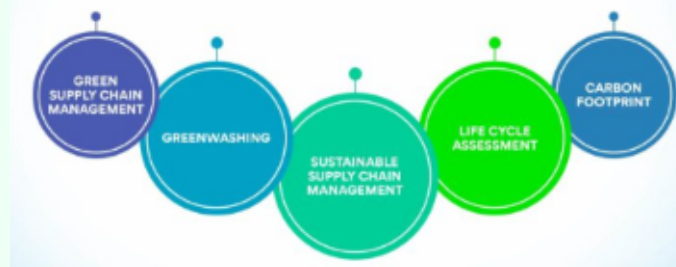 GREEN
SUPPLY CHAIN
MANAGEMENT
GREENWASHING
SUSTAINABLE
SUPPLY CHAIN
MANAGEMENT
LIFE CYCLE
ASSESSMENT
CARBON
FOOTPRINT